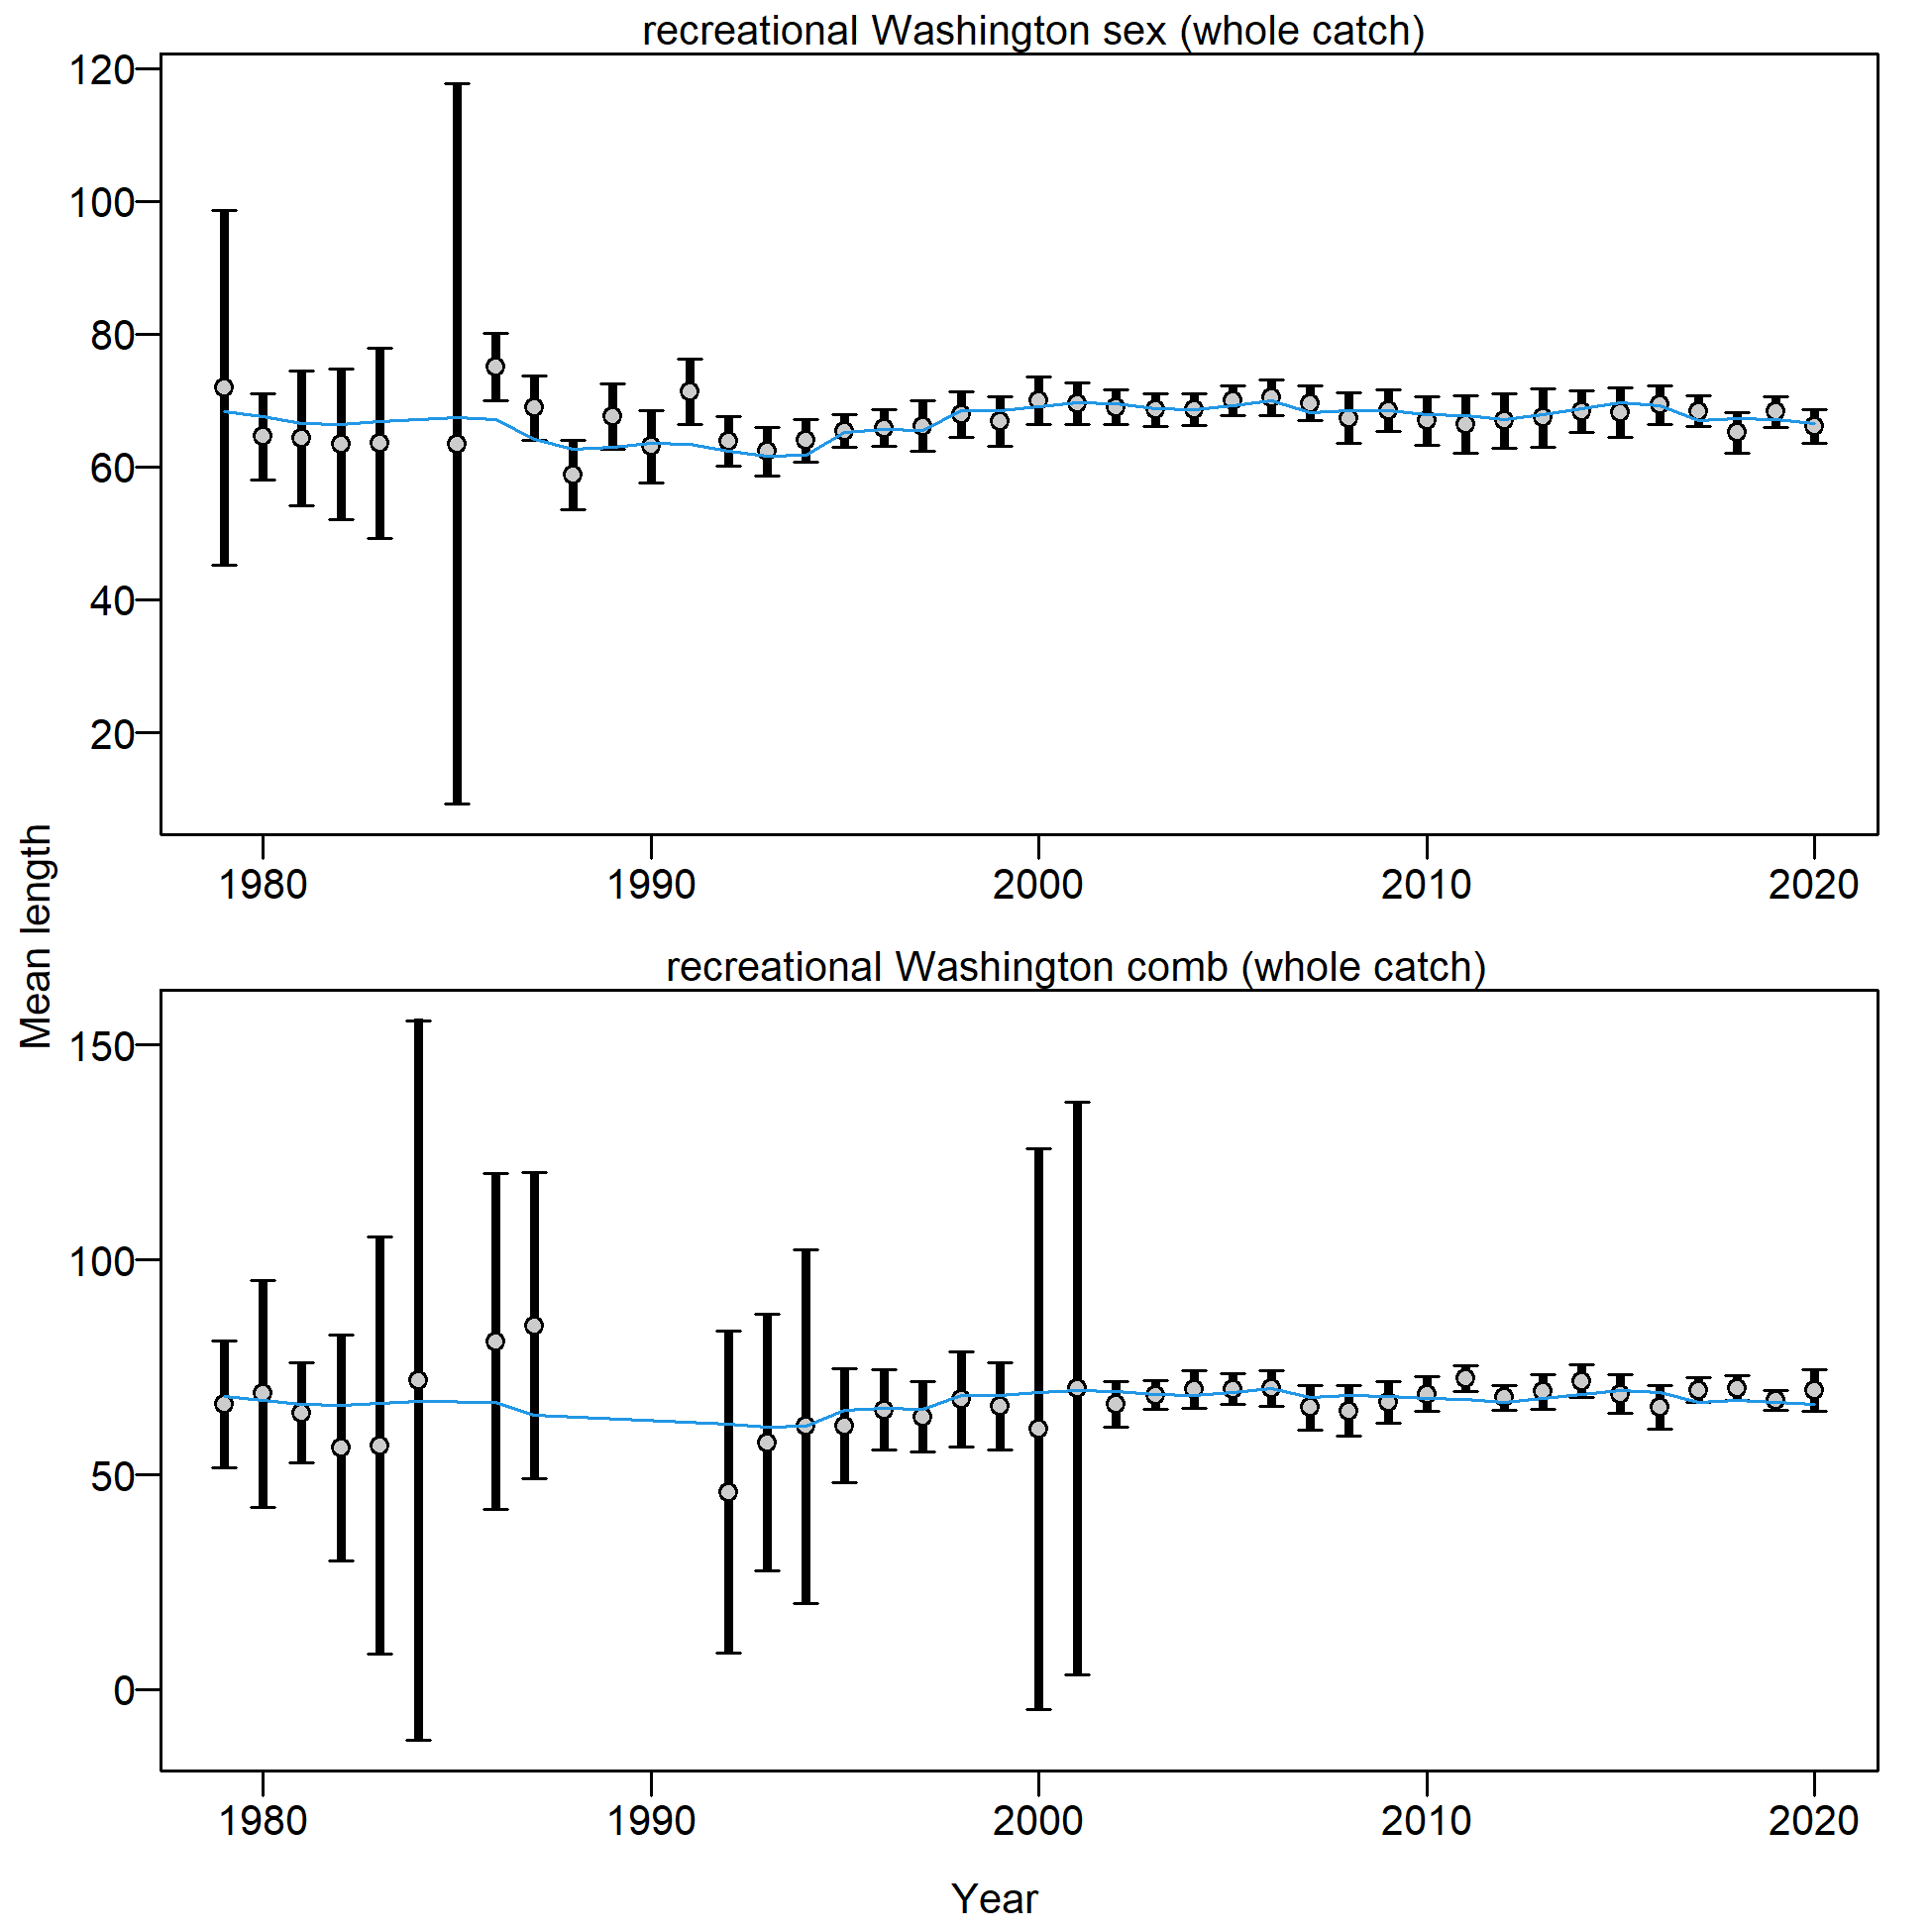 recreational Washington sex (whole catch)
120
100
80
60
40
20
1980 1990 2000 2010 2020
Mean length
recreational Washington comb (whole catch)
150
100
50
0
1980 1990 2000 2010 2020
Year